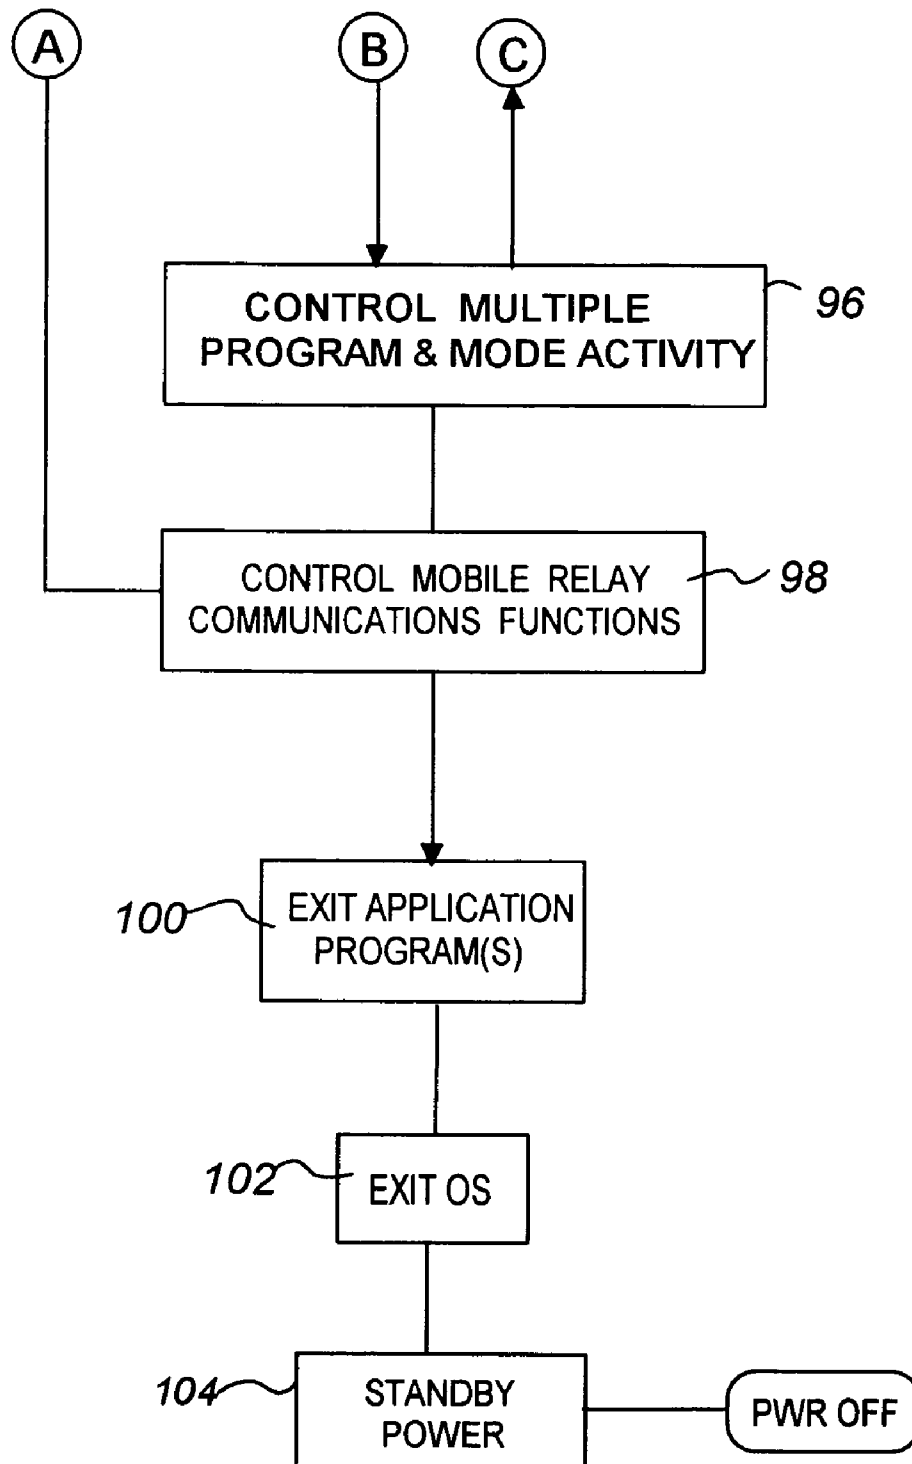 A
B
C
CONTROL MULTIPLE
PROGRAM & MODE ACTIVITY
96
CONTROL MOBILE RELAY
COMMUNICATIONS FUNCTIONS
98
100
EXIT APPLICATION
PROGRAM(S)
102
EXIT OS
104
STANDBY
POWER
PWR OFF